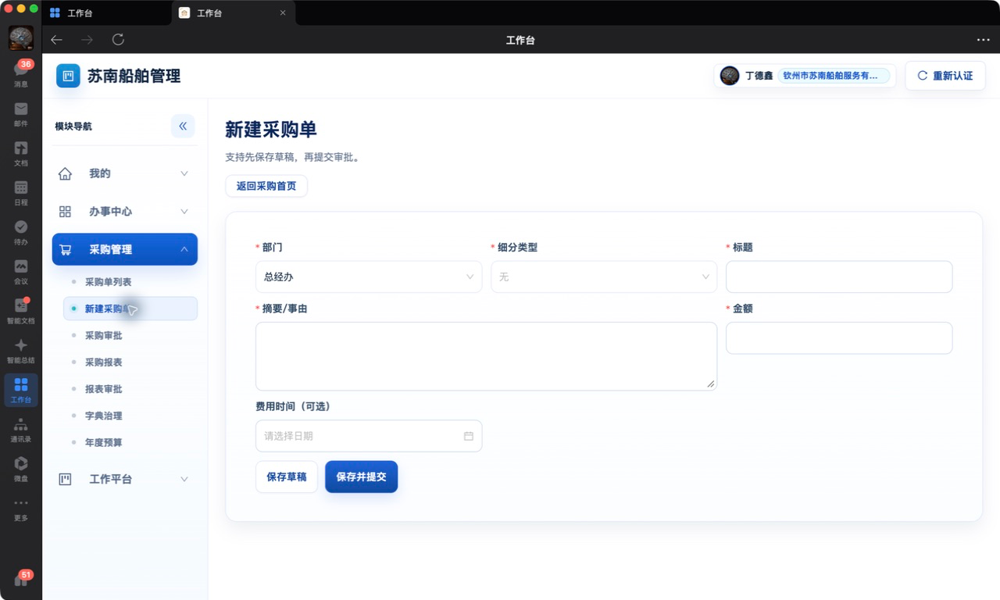 工作台
工作台
工作台
36
消息
邮件
文档
日程
待办
会议
智能文档
智能总结
工作台
通讯录
微盘
更多
51
苏南船舶管理
丁德鑫
钦州市苏南船舶服务有...
重新认证
模块导航
我的
办事中心
采购管理
采购单列表
新建采购单
采购审批
采购报表
报表审批
字典治理
年度预算
工作平台
新建采购单
支持先保存草稿，再提交审批。
返回采购首页
* 部门
* 细分类型
* 标题
总经办
无
* 摘要/事由
* 金额
费用时间（可选）
请选择日期
保存草稿
保存并提交